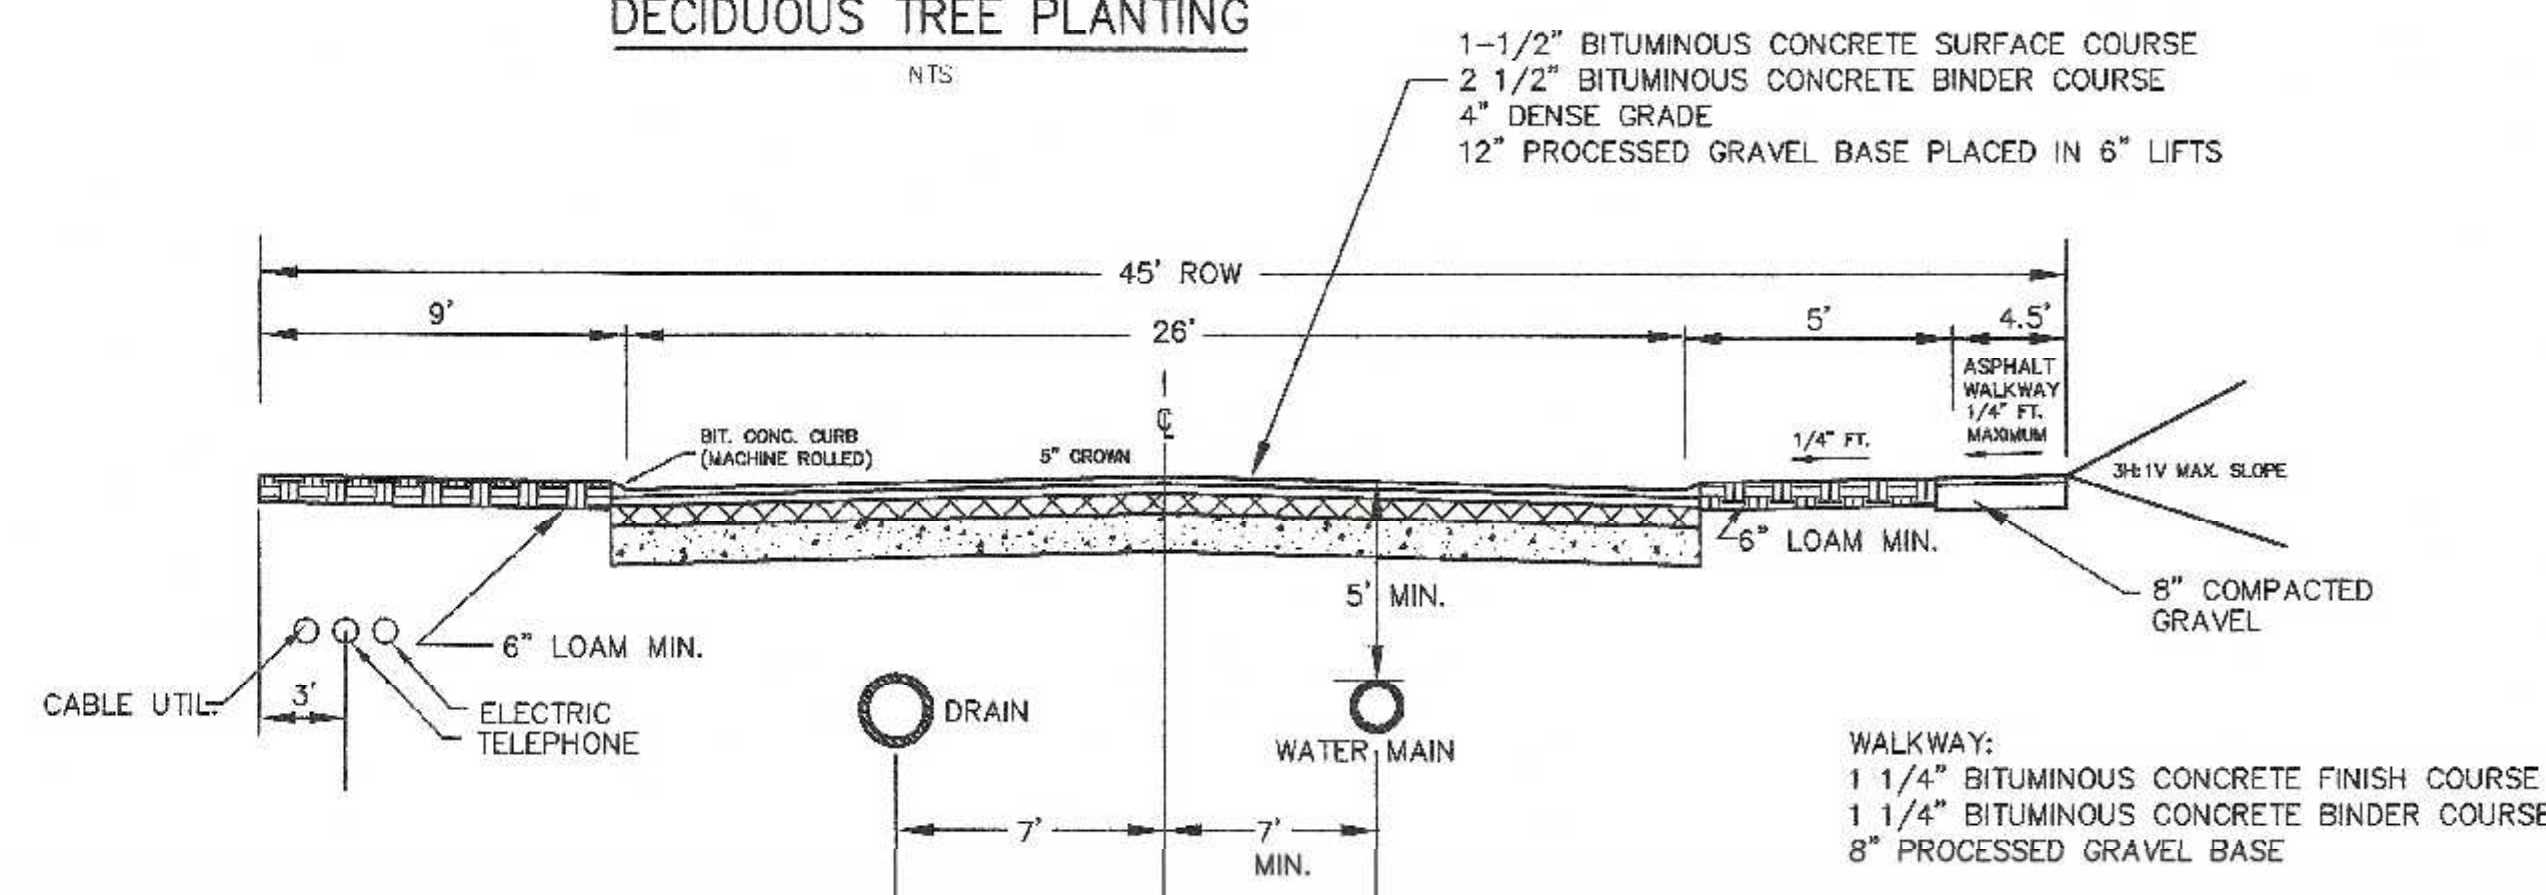 DECIDUOUS TREE PLANTING
NTS
1-1/2" BITUMINOUS CONCRETE SURFACE COURSE
2 1/2" BITUMINOUS CONCRETE BINDER COURSE
4" DENSE GRADE
12" PROCESSED GRAVEL BASE PLACED IN 6" LIFTS
45' ROW
9'
26'
5'
4.5'
ASPHALT
WALKWAY
1/4" FT.
MAXIMUM
1/4" FT.
BIT. CONC. CURB
(MACHINE ROLLED)
5" CROWN
℄
3H:1V MAX. SLOPE
6" LOAM MIN.
5' MIN.
8" COMPACTED
GRAVEL
6" LOAM MIN.
CABLE UTIL.
3'
ELECTRIC
TELEPHONE
DRAIN
WATER MAIN
7'
7'
MIN.
WALKWAY:
1 1/4" BITUMINOUS CONCRETE FINISH COURSE
1 1/4" BITUMINOUS CONCRETE BINDER COURSE
8" PROCESSED GRAVEL BASE